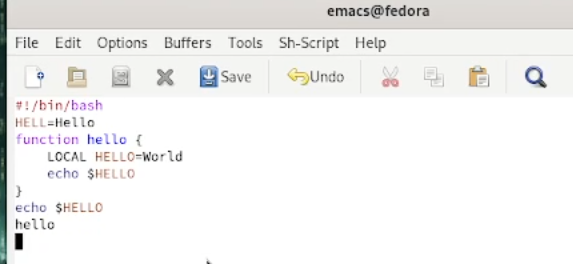 emacs@fedora
File Edit Options Buffers Tools Sh-Script Help
Save Undo
#!/bin/bash
HELL=Hello
function hello {
    LOCAL HELLO=World
    echo $HELLO
}
echo $HELLO
hello